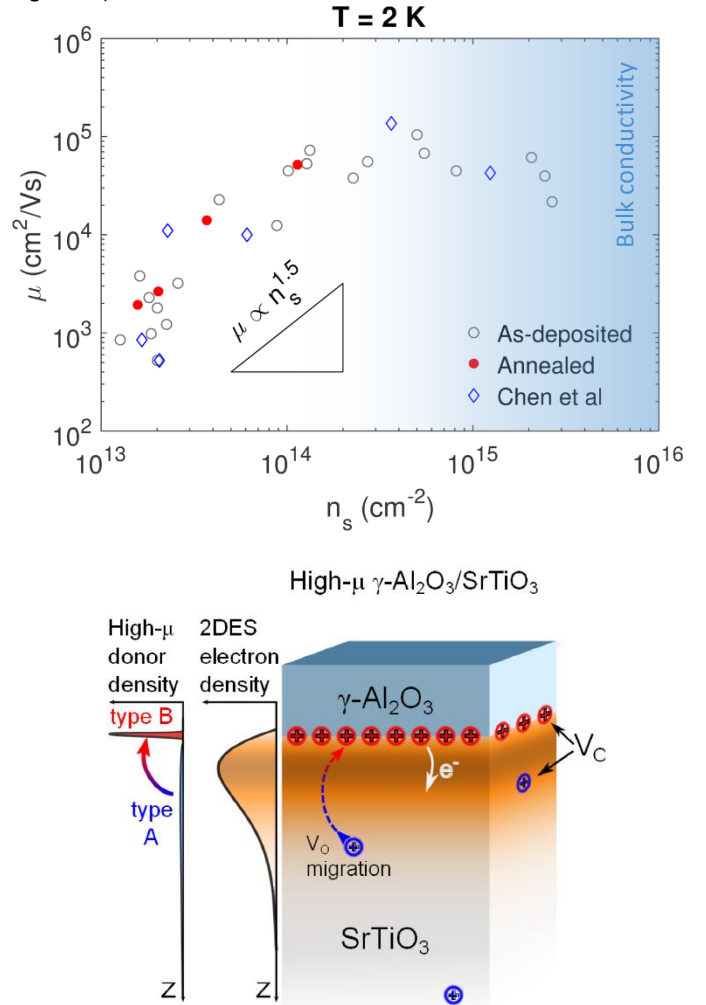 T = 2 K
10^6
10^5
10^4
10^3
10^2
μ (cm^2/Vs)
Bulk conductivity
μ ∝ n_s^1.5
As-deposited
Annealed
Chen et al
10^13 10^14 10^15 10^16
n_s (cm^-2)
High-μ γ-Al₂O₃/SrTiO₃
High-μ donor density
2DES electron density
type B
type A
γ-Al₂O₃
e⁻
V_O
V_O migration
SrTiO₃
Z
Z